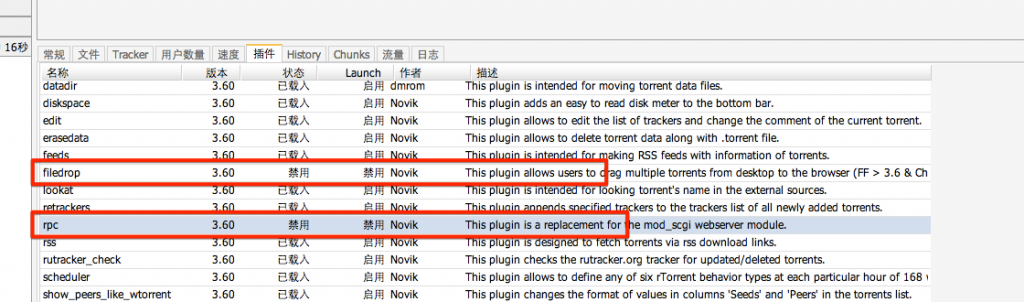 16秒
常规 文件 Tracker 用户数量 速度 插件 History Chunks 流量 日志
名称 版本 状态 Launch 作者 描述
datadir 3.60 已载入 启用 dmrom This plugin is intended for moving torrent data files.
diskspace 3.60 已载入 启用 Novik This plugin adds an easy to read disk meter to the bottom bar.
edit 3.60 已载入 启用 Novik This plugin allows to edit the list of trackers and change the comment of the current torrent.
erasedata 3.60 已载入 启用 Novik This plugin allows to delete torrent data along with .torrent file.
feeds 3.60 已载入 启用 Novik This plugin is intended for making RSS feeds with information of torrents.
filedrop 3.60 禁用 禁用 Novik This plugin allows users to drag multiple torrents from desktop to the browser (FF > 3.6 & Ch
lookat 3.60 已载入 启用 Novik This plugin is intended for looking torrent's name in the external sources.
retrackers 3.60 已载入 启用 Novik This plugin appends specified trackers to the trackers list of all newly added torrents.
rpc 3.60 禁用 禁用 Novik This plugin is a replacement for the mod_scgi webserver module.
rss 3.60 已载入 启用 Novik This plugin is designed to fetch torrents via rss download links.
rutracker_check 3.60 已载入 启用 Novik This plugin checks the rutracker.org tracker for updated/deleted torrents.
scheduler 3.60 已载入 启用 Novik This plugin allows to define any of six rTorrent behavior types at each particular hour of 168
show_peers_like_wtorrent 3.60 已载入 启用 Novik This plugin changes the format of values in columns 'Seeds' and 'Peers' in the torrents list.